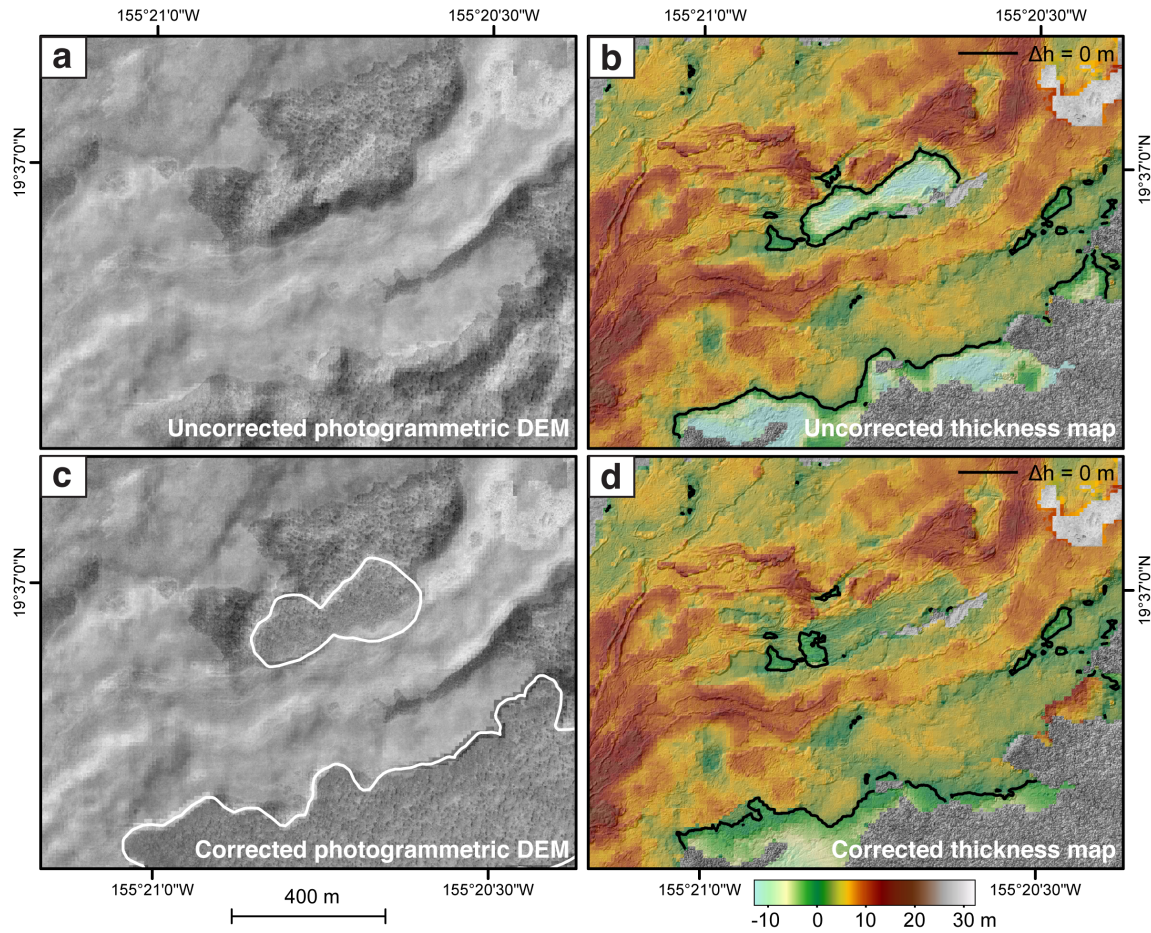 155°21'0"W 155°20'30"W 155°21'0"W 155°20'30"W
a
b
Δh = 0 m
19°37'0"N
19°37'0"N
Uncorrected photogrammetric DEM
Uncorrected thickness map
c
d
Δh = 0 m
19°37'0"N
19°37'0"N
Corrected photogrammetric DEM
Corrected thickness map
155°21'0"W 155°20'30"W 155°21'0"W 155°20'30"W
400 m
-10 0 10 20 30 m